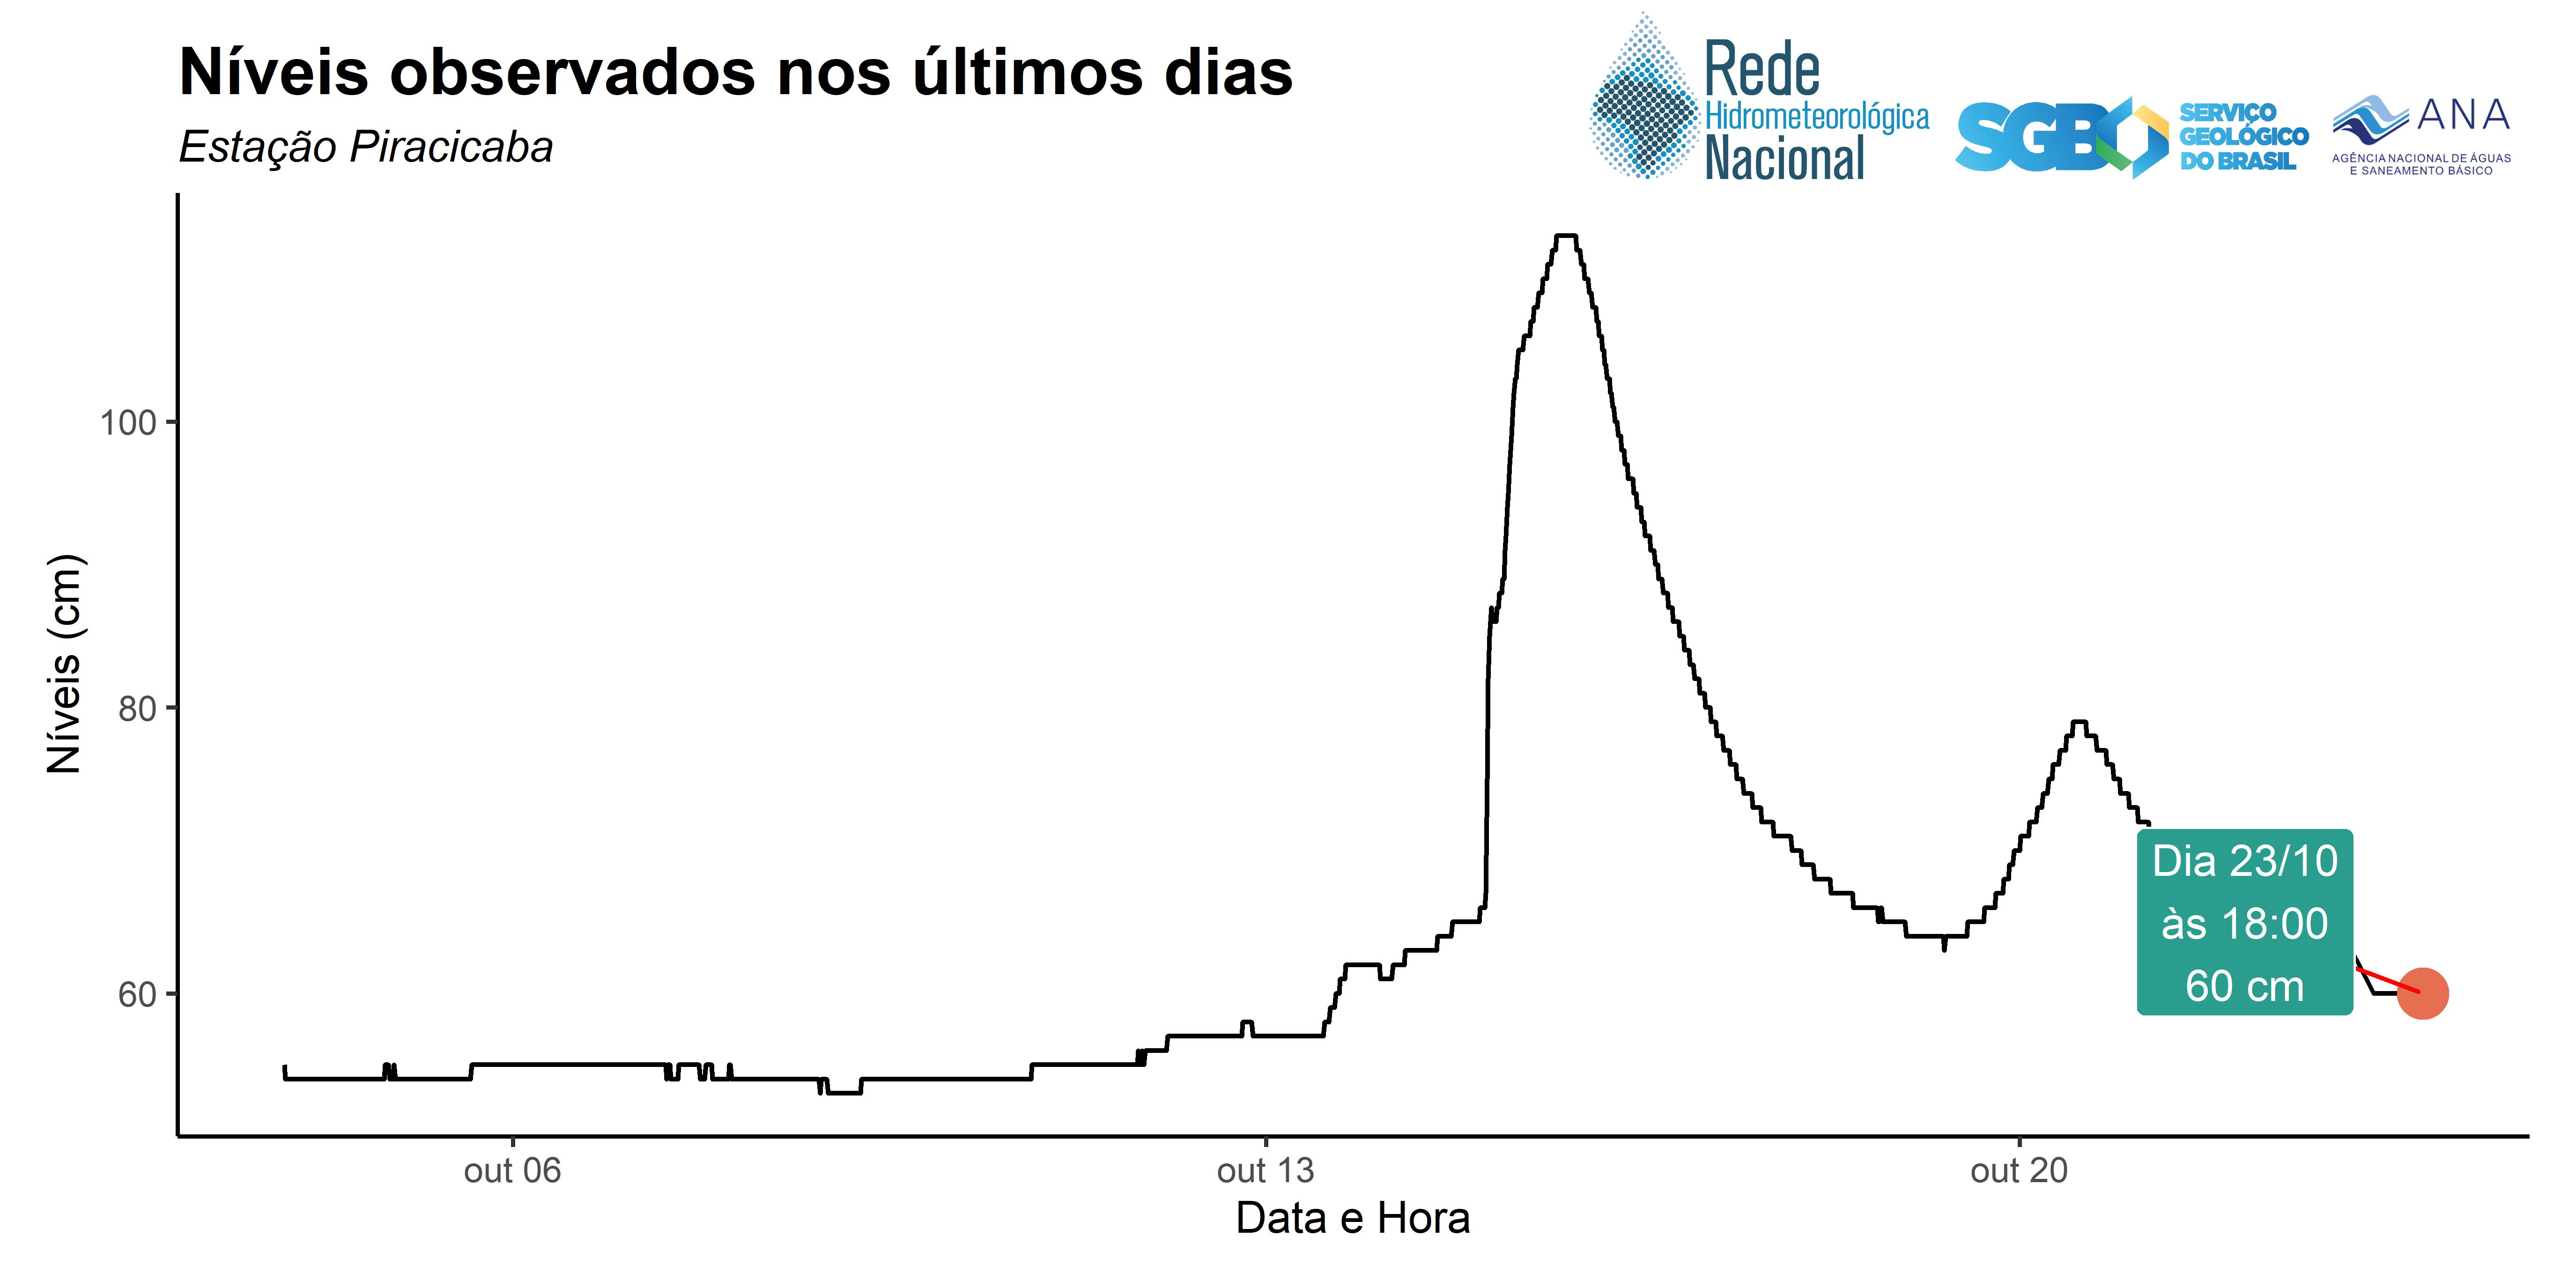 Níveis observados nos últimos dias
Estação Piracicaba
Rede
Hidrometeorológica
Nacional
SGB
SERVIÇO
GEOLÓGICO
DO BRASIL
ANA
AGÊNCIA NACIONAL DE ÁGUAS
E SANEAMENTO BÁSICO
Níveis (cm)
100
80
60
Dia 23/10
às 18:00
60 cm
out 06
out 13
out 20
Data e Hora